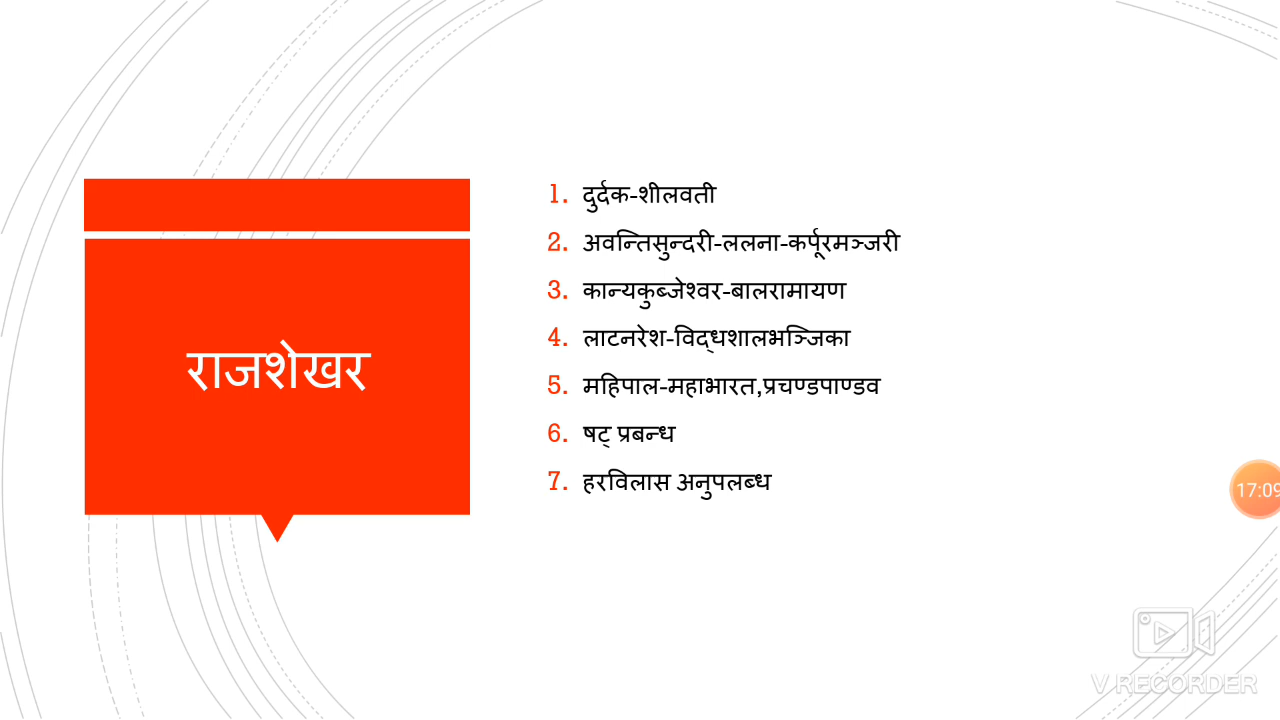 राजशेखर
1. दुर्दक-शीलवती
2. अवन्तिसुन्दरी-ललना-कर्पूरमञ्जरी
3. कान्यकुब्जेश्वर-बालरामायण
4. लाटनरेश-विद्धशालभञ्जिका
5. महिपाल-महाभारत,प्रचण्डपाण्डव
6. षट् प्रबन्ध
7. हरविलास अनुपलब्ध
17:09
V RECORDER